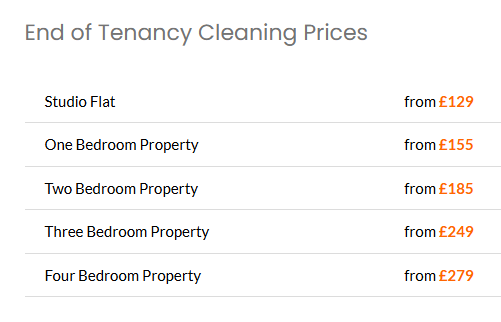 End of Tenancy Cleaning Prices
Studio Flat from £129
One Bedroom Property from £155
Two Bedroom Property from £185
Three Bedroom Property from £249
Four Bedroom Property from £279